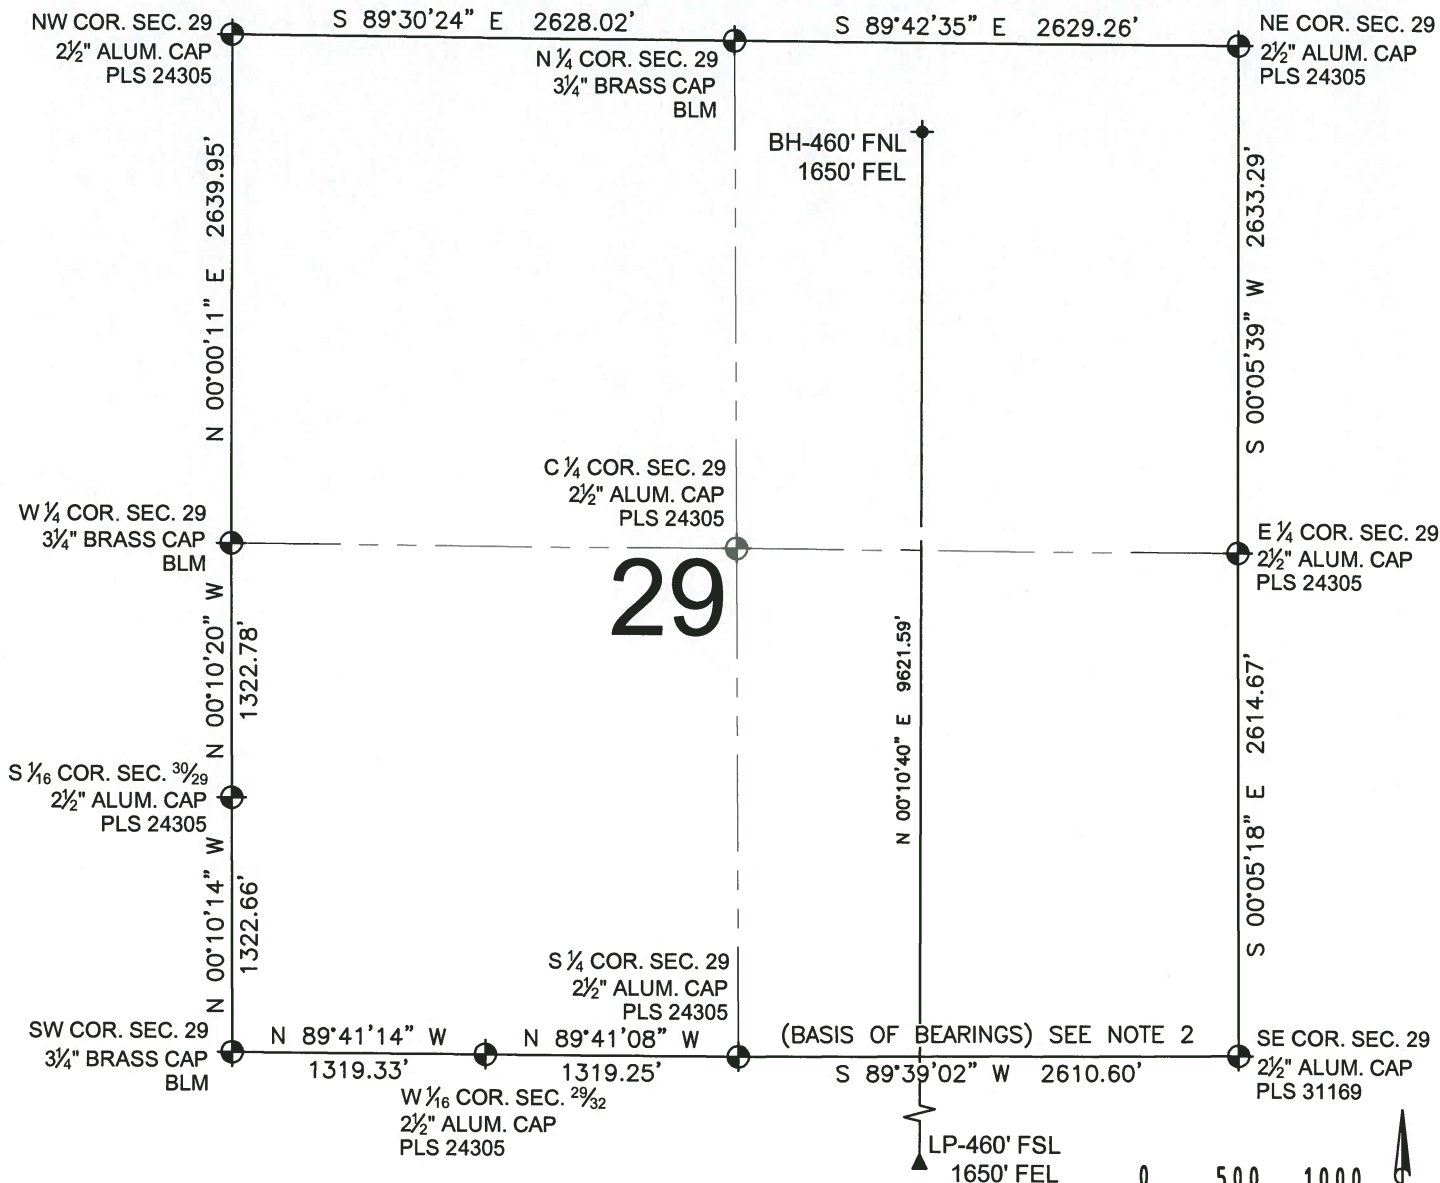 NW COR. SEC. 29
2½" ALUM. CAP
PLS 24305
S 89°30'24" E 2628.02'
N ¼ COR. SEC. 29
3¼" BRASS CAP
BLM
S 89°42'35" E 2629.26'
NE COR. SEC. 29
2½" ALUM. CAP
PLS 24305
BH-460' FNL
1650' FEL
N 00°00'11" E 2639.95'
S 00°05'39" W 2633.29'
C ¼ COR. SEC. 29
2½" ALUM. CAP
PLS 24305
W ¼ COR. SEC. 29
3¼" BRASS CAP
BLM
29
E ¼ COR. SEC. 29
2½" ALUM. CAP
PLS 24305
N 00°10'20" W
1322.78'
N 00°10'40" E 9621.59'
S 00°05'18" E 2614.67'
S 1⁄16 COR. SEC. 30⁄29
2½" ALUM. CAP
PLS 24305
N 00°10'14" W
1322.66'
S ¼ COR. SEC. 29
2½" ALUM. CAP
PLS 24305
SW COR. SEC. 29
3¼" BRASS CAP
BLM
N 89°41'14" W
1319.33'
N 89°41'08" W
1319.25'
(BASIS OF BEARINGS) SEE NOTE 2
W 2610.60'
SE COR. SEC. 29
2½" ALUM. CAP
PLS 31169
W 1⁄16 COR. SEC. 29⁄32
2½" ALUM. CAP
PLS 24305
LP-460' FSL
1650' FEL
0 500 1000